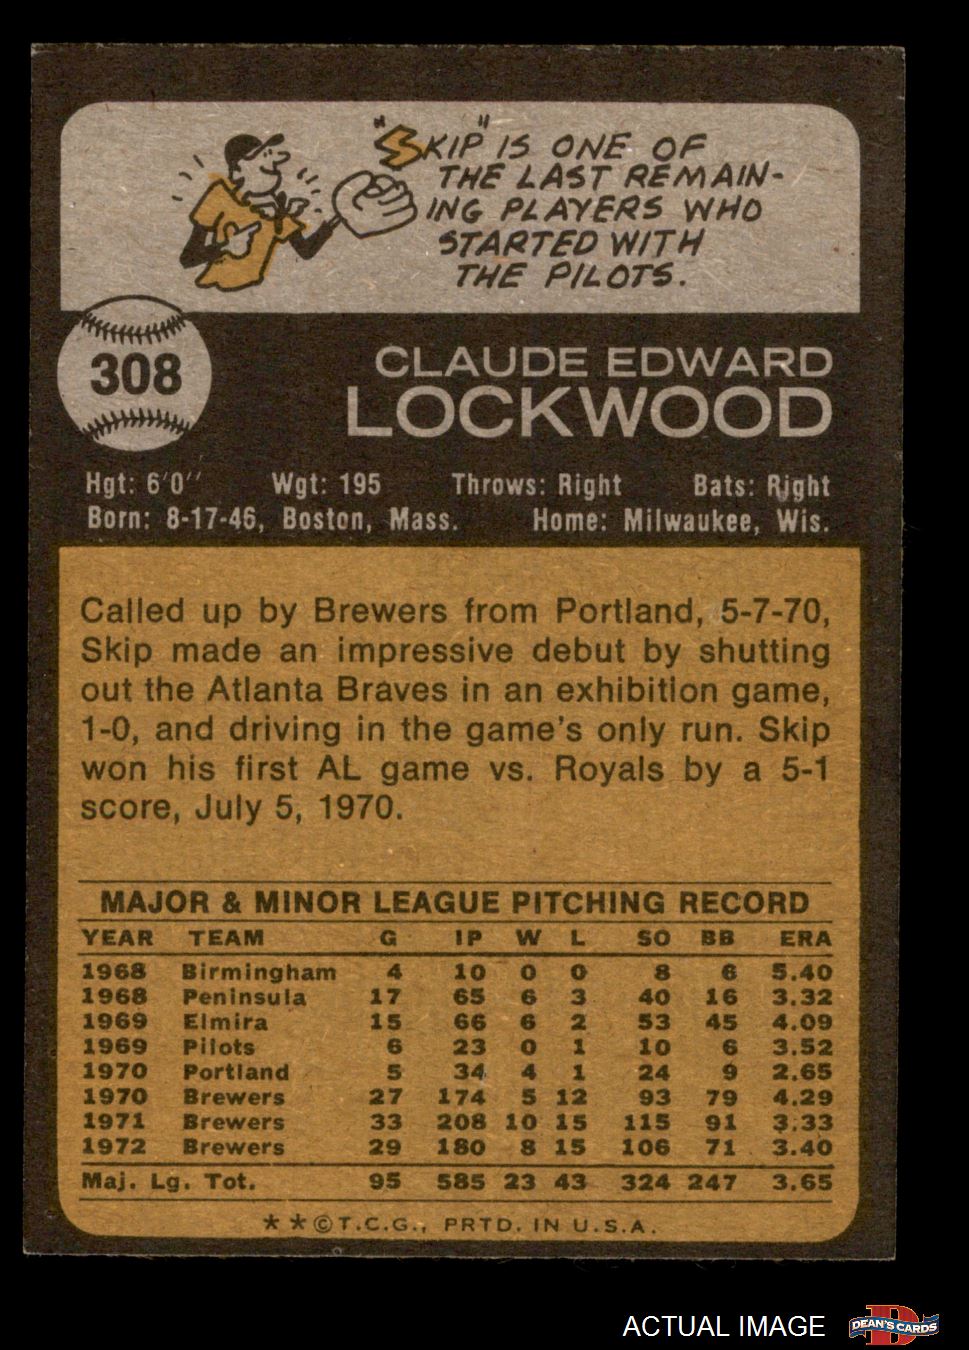 "SKIP" IS ONE OF
THE LAST REMAIN-
ING PLAYERS WHO
STARTED WITH
THE PILOTS.
308
CLAUDE EDWARD
LOCKWOOD
Hgt: 6'0'' Wgt: 195 Throws: Right Bats: Right
Born: 8-17-46, Boston, Mass. Home: Milwaukee, Wis.
Called up by Brewers from Portland, 5-7-70,
Skip made an impressive debut by shutting
out the Atlanta Braves in an exhibition game,
1-0, and driving in the game's only run. Skip
won his first AL game vs. Royals by a 5-1
score, July 5, 1970.
MAJOR & MINOR LEAGUE PITCHING RECORD
YEAR TEAM G IP W L SO BB ERA
1968 Birmingham 4 10 0 0 8 6 5.40
1968 Peninsula 17 65 6 3 40 16 3.32
1969 Elmira 15 66 6 2 53 45 4.09
1969 Pilots 6 23 0 1 10 6 3.52
1970 Portland 5 34 4 1 24 9 2.65
1970 Brewers 27 174 5 12 93 79 4.29
1971 Brewers 33 208 10 15 115 91 3.33
1972 Brewers 29 180 8 15 106 71 3.40
Maj. Lg. Tot. 95 585 23 43 324 247 3.65
**©T.C.G., PRTD. IN U.S.A.
ACTUAL IMAGE D DEAN'S CARDS